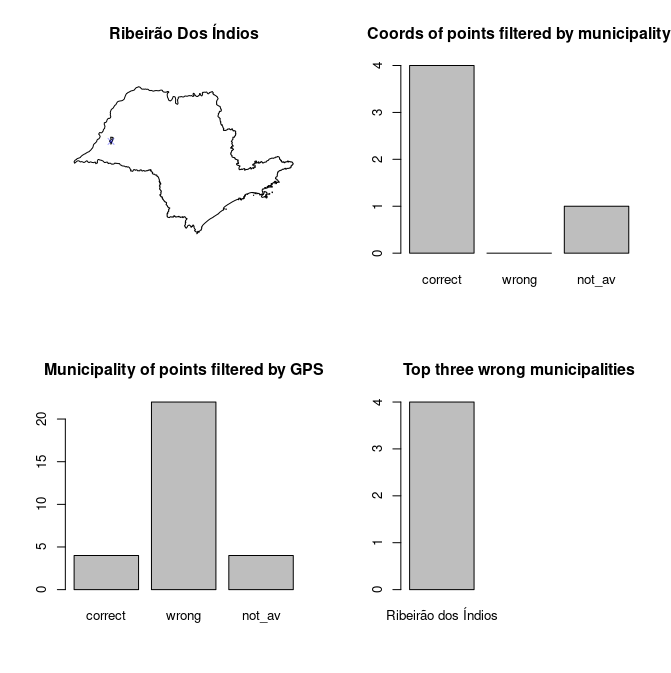 Ribeirão Dos Índios
Coords of points filtered by municipality
4
3
2
1
0
correct wrong not_av
Municipality of points filtered by GPS
20
15
10
5
0
correct wrong not_av
Top three wrong municipalities
4
3
2
1
0
Ribeirão dos Índios